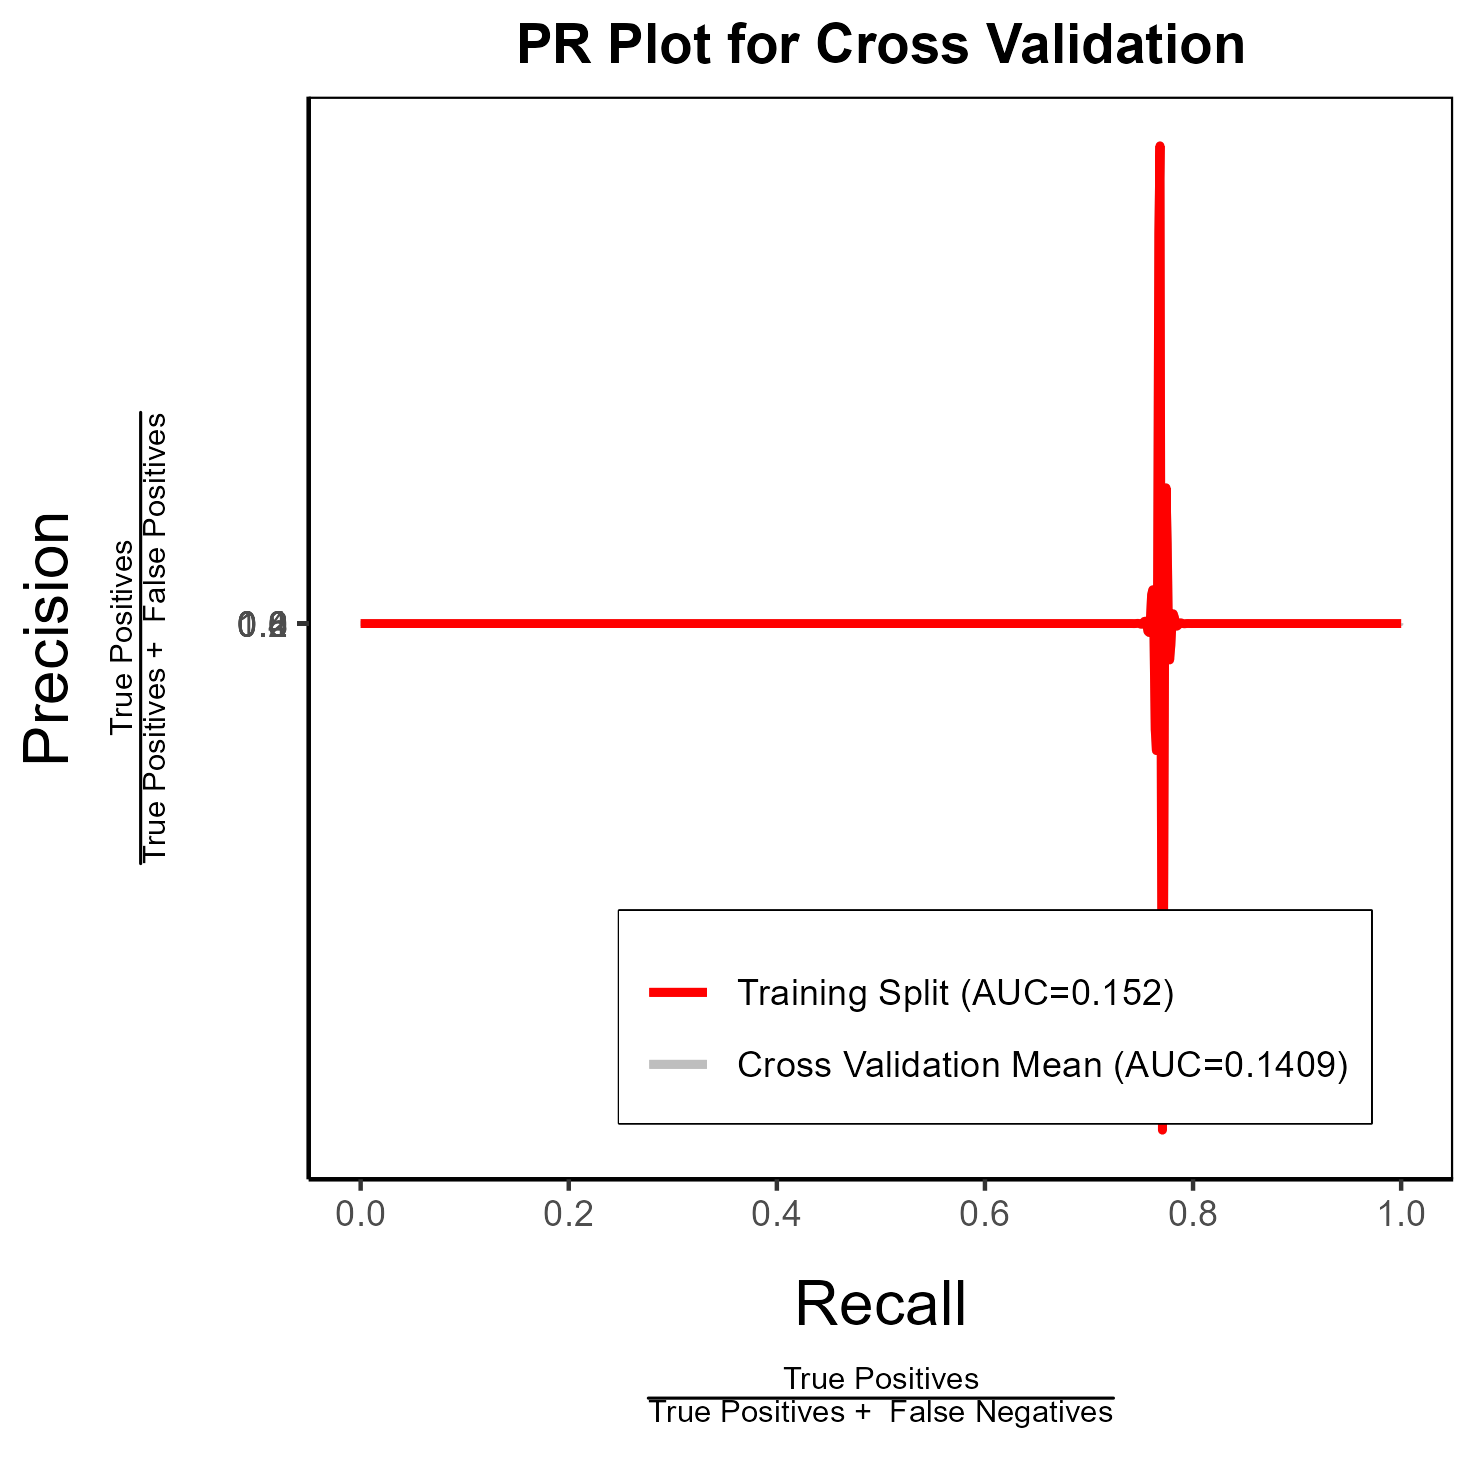 PR Plot for Cross Validation
Precision
True Positives
True Positives + False Positives
Training Split (AUC=0.152)
Cross Validation Mean (AUC=0.1409)
0.0 0.2 0.4 0.6 0.8 1.0
Recall
True Positives
True Positives + False Negatives